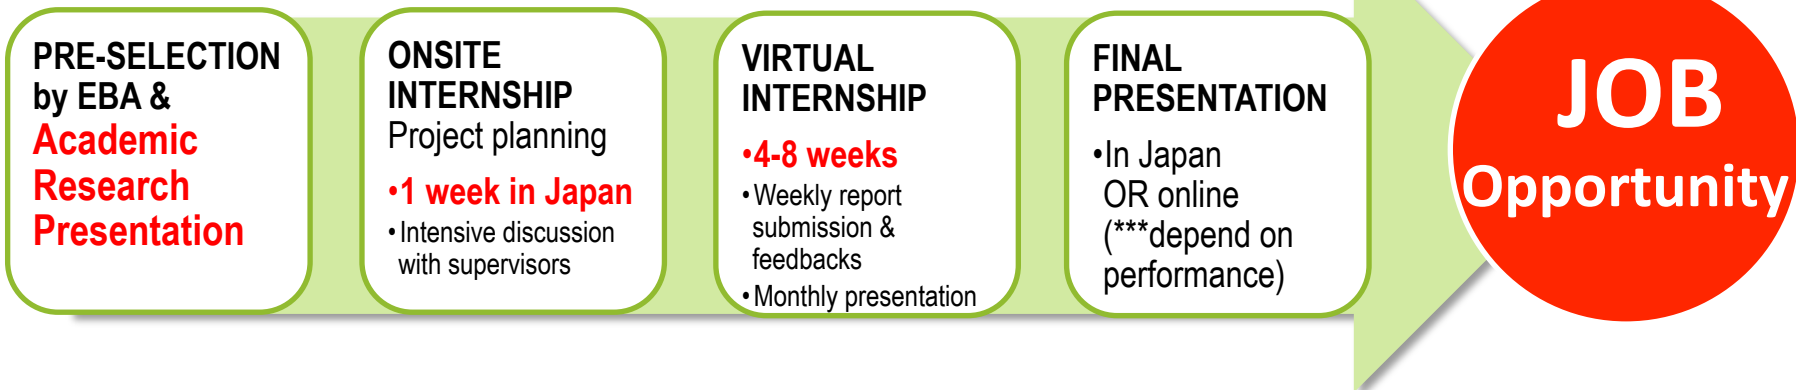 PRE-SELECTION
by EBA &
Academic
Research
Presentation
ONSITE
INTERNSHIP
Project planning
•1 week in Japan
•Intensive discussion
with supervisors
VIRTUAL
INTERNSHIP
•4-8 weeks
•Weekly report
submission &
feedbacks
•Monthly presentation
FINAL
PRESENTATION
•In Japan
OR online
(***depend on
performance)
JOB
Opportunity